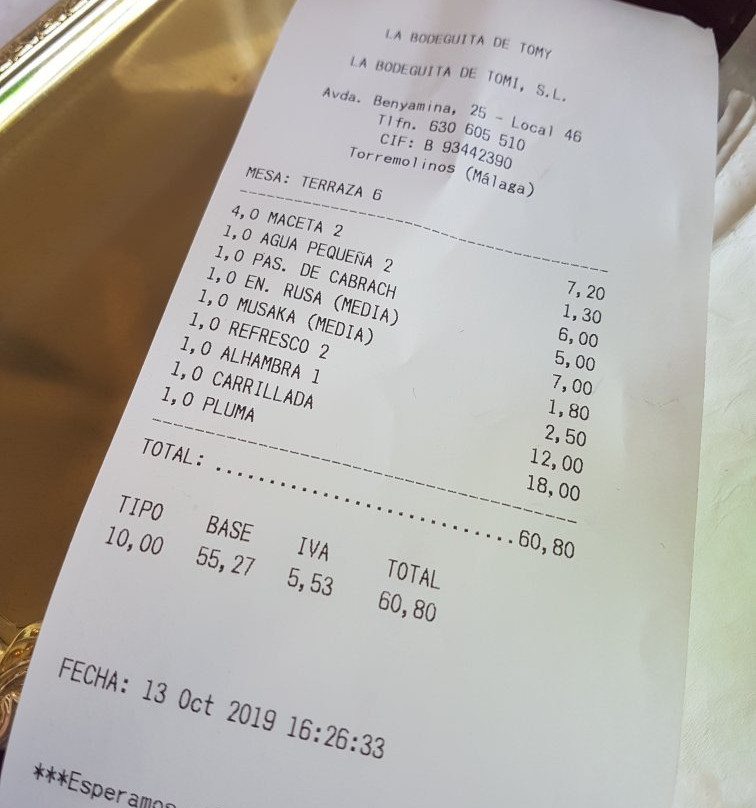 LA BODEGUITA DE TOMY
LA BODEGUITA DE TOMI, S.L.
Avda. Benyamina, 25 - Local 46
Tlfn. 630 605 510
CIF: B 93442390
Torremolinos (Málaga)
MESA: TERRAZA 6
4,0 MACETA 2 7,20
1,0 AGUA PEQUEÑA 2 1,30
1,0 PAS. DE CABRACH 6,00
1,0 EN. RUSA (MEDIA) 5,00
1,0 MUSAKA (MEDIA) 7,00
1,0 REFRESCO 2 1,80
1,0 ALHAMBRA 1 2,50
1,0 CARRILLADA 12,00
1,0 PLUMA 18,00
TOTAL: ..............................60,80
TIPO BASE IVA TOTAL
10,00 55,27 5,53 60,80
FECHA: 13 Oct 2019 16:26:33
***Esperamos